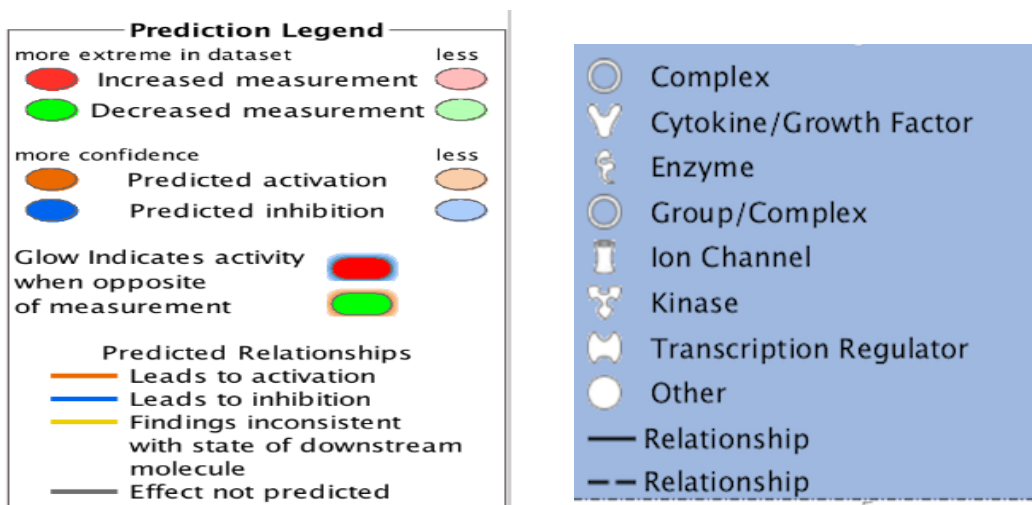 Prediction Legend
more extreme in dataset less
Increased measurement
Decreased measurement
more confidence less
Predicted activation
Predicted inhibition
Glow Indicates activity
when opposite
of measurement
Predicted Relationships
Leads to activation
Leads to inhibition
Findings inconsistent
with state of downstream
molecule
Effect not predicted
Complex
Cytokine/Growth Factor
Enzyme
Group/Complex
Ion Channel
Kinase
Transcription Regulator
Other
Relationship
Relationship